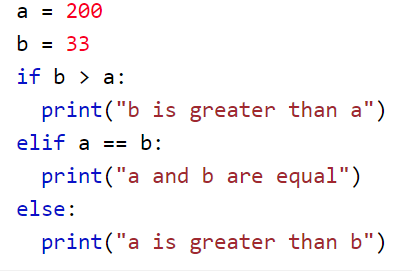 a = 200
b = 33
if b > a:
  print("b is greater than a")
elif a == b:
  print("a and b are equal")
else:
  print("a is greater than b")